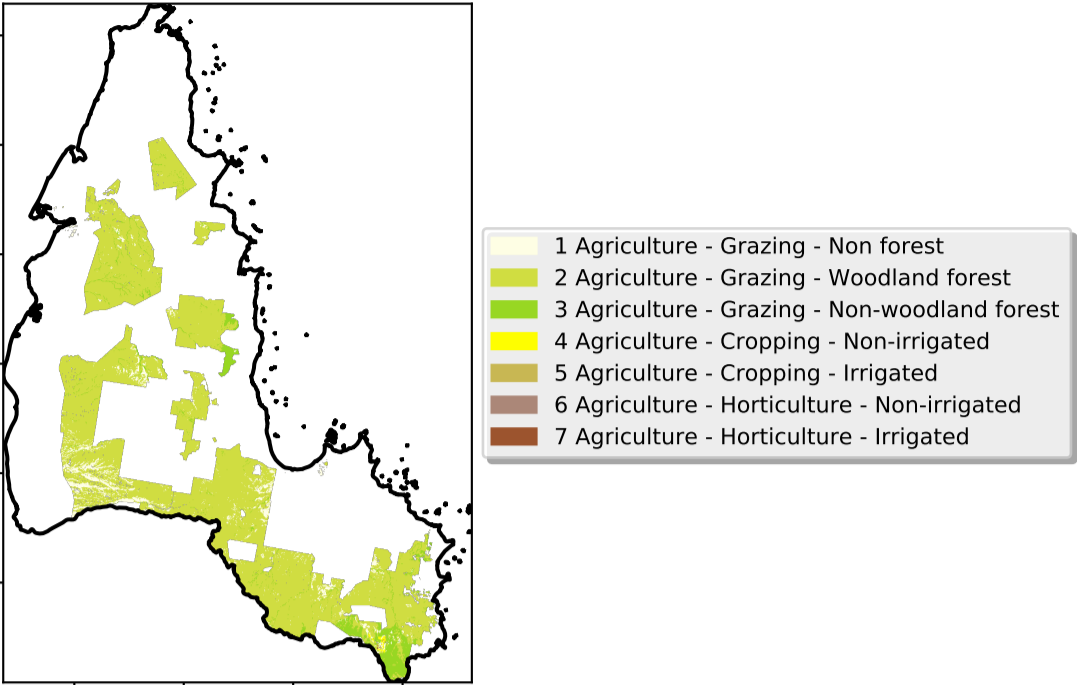 1 Agriculture - Grazing - Non forest
2 Agriculture - Grazing - Woodland forest
3 Agriculture - Grazing - Non-woodland forest
4 Agriculture - Cropping - Non-irrigated
5 Agriculture - Cropping - Irrigated
6 Agriculture - Horticulture - Non-irrigated
7 Agriculture - Horticulture - Irrigated